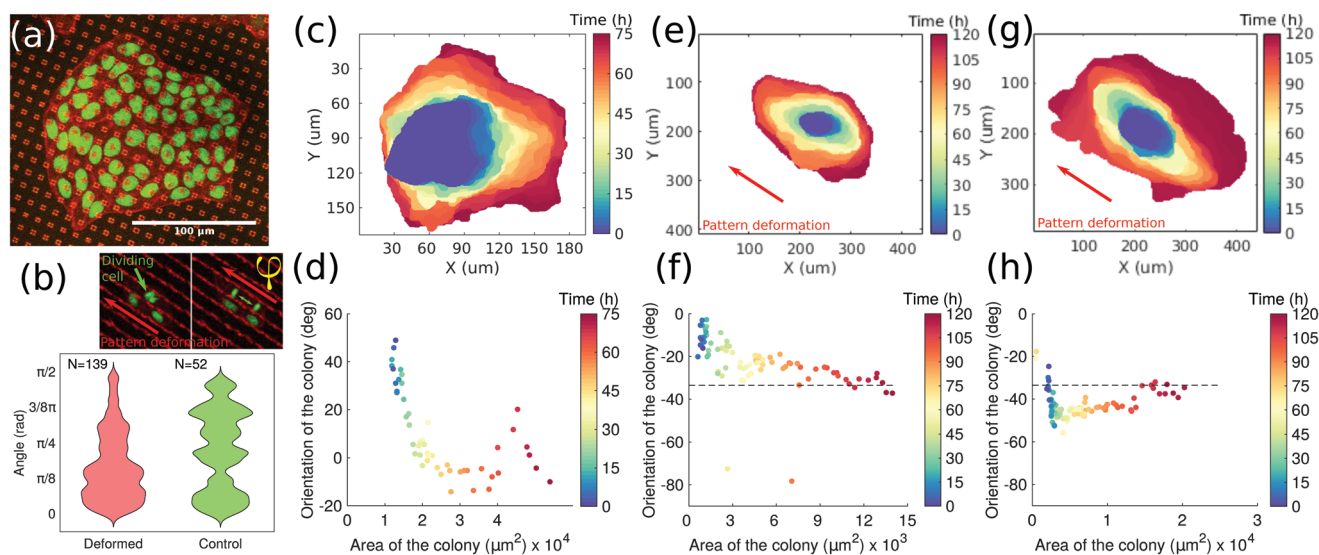 (a)
100 μm
(b)
Dividing
cell
φ
Pattern deformation
N=139
N=52
Angle (rad)
π/2
3/8π
π/4
π/8
0
Deformed
Control
(c)
Time (h)
75
60
45
30
15
0
Y (um)
30
60
90
120
150
30 60 90 120 150 180
X (um)
(d)
Time (h)
75
60
45
30
15
0
Orientation of the colony (deg)
60
40
20
0
-20
0 1 2 3 4
Area of the colony (μm²) x 10⁴
(e)
Time (h)
120
105
90
75
60
45
30
15
0
Y (um)
100
200
300
400
Pattern deformation
0 100 200 300 400
X (um)
(f)
Time (h)
120
105
90
75
60
45
30
15
0
Orientation of the colony (deg)
0
-20
-40
-60
-80
0 3 6 9 12 15
Area of the colony (μm²) x 10³
(g)
Time (h)
120
105
90
75
60
45
30
15
0
Y (um)
100
200
300
Pattern deformation
0 100 200 300 400
X (um)
(h)
Time (h)
120
105
90
75
60
45
30
15
0
Orientation of the colony (deg)
0
-20
-40
-60
-80
-90
0 1 2 3
Area of the colony (μm²) x 10⁴